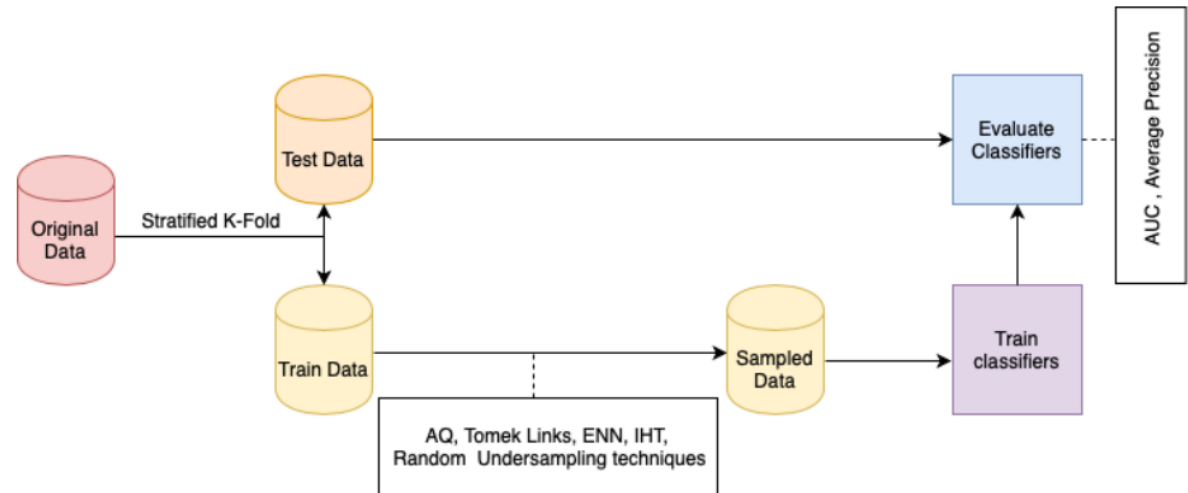 Original
Data
Stratified K-Fold
Test Data
Train Data
AQ, Tomek Links, ENN, IHT,
Random Undersampling techniques
Sampled
Data
Train
classifiers
Evaluate
Classifiers
AUC , Average Precision